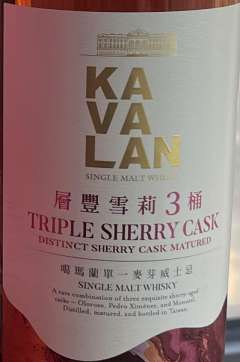 KA
VA
LAN
SINGLE MALT WHISKY
層豐雪莉3桶
TRIPLE SHERRY CASK
DISTINCT SHERRY CASK MATURED
噶瑪蘭單一麥芽威士忌
SINGLE MALT WHISKY
A rare combination of three exquisite sherry-aged
casks – Oloroso, Pedro Ximénez, and Moscatel.
Distilled, matured, and bottled in Taiwan.